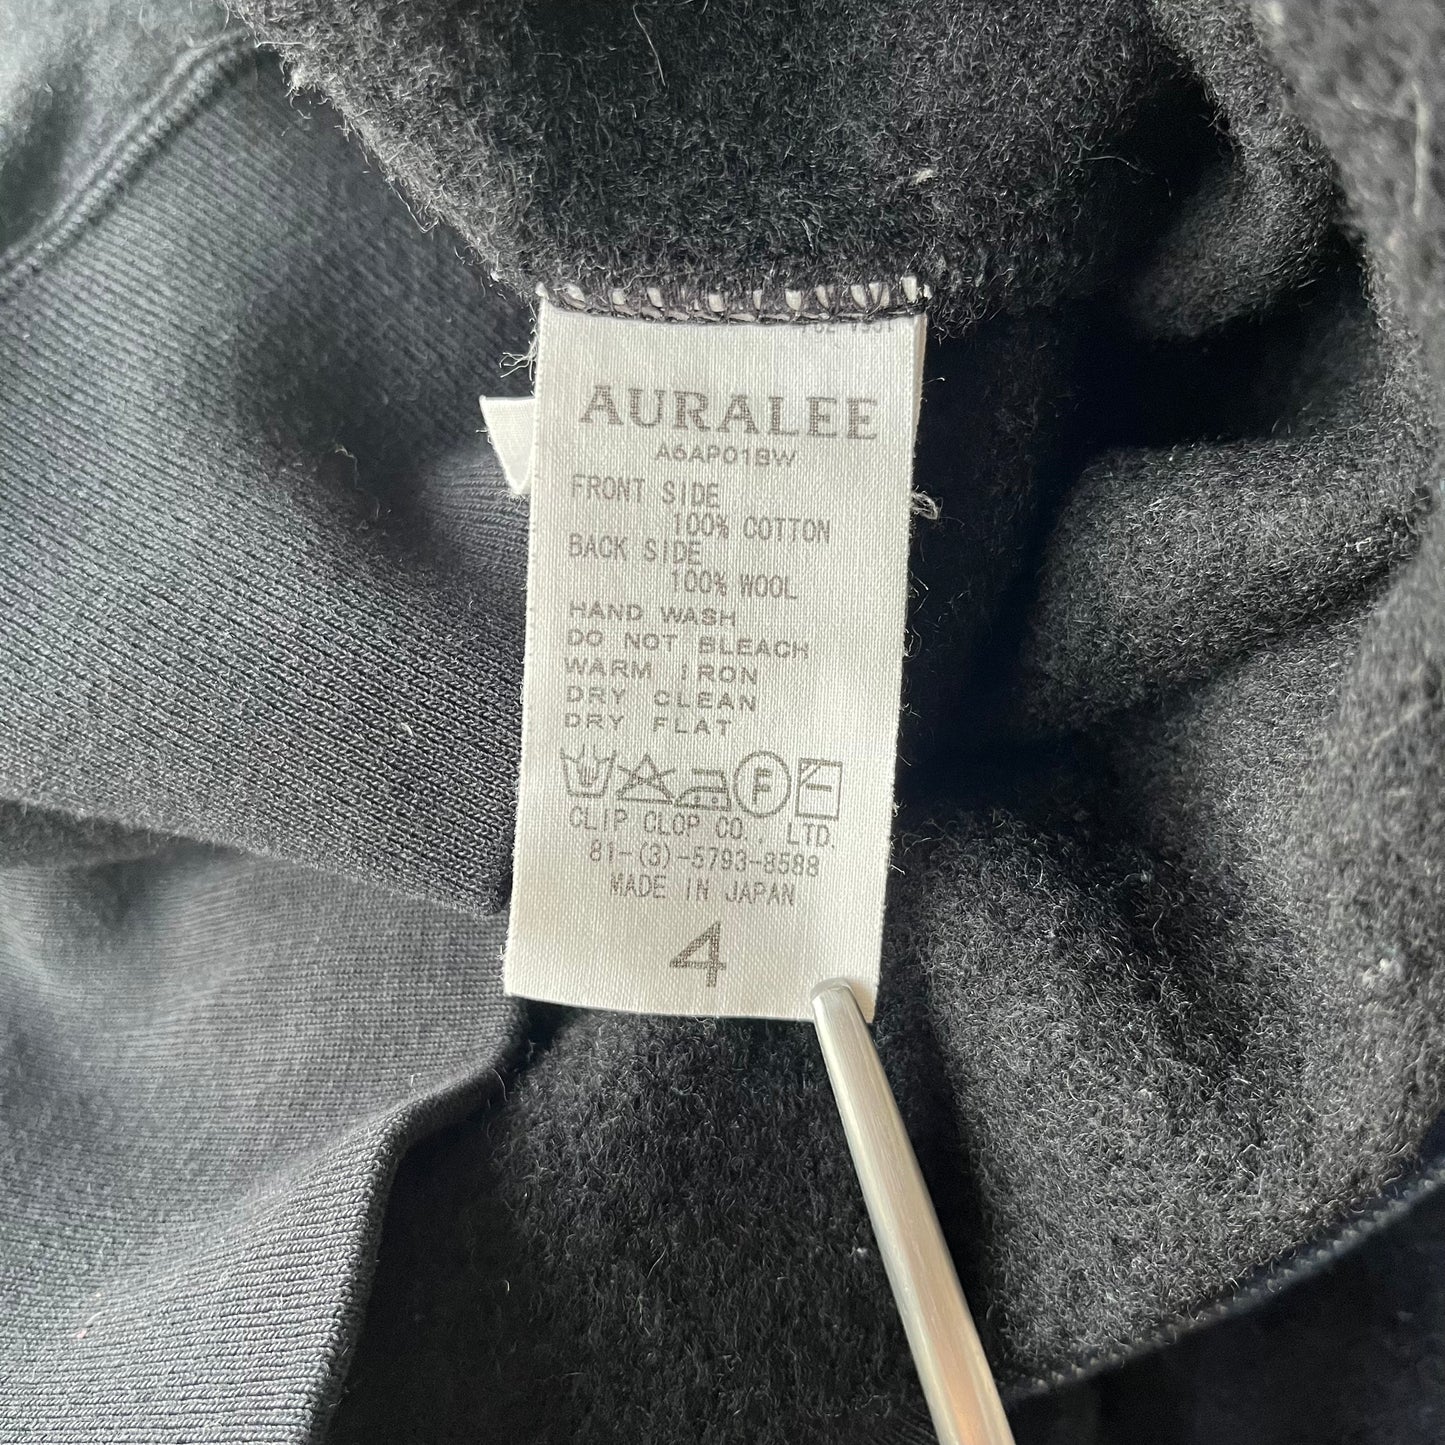 AURALEE
A6AP01BW
FRONT SIDE
100% COTTON
BACK SIDE
100% WOOL
HAND WASH
DO NOT BLEACH
WARM IRON
DRY CLEAN
DRY FLAT
F
CLIP CLOP CO., LTD.
81-(3)-5793-8588
MADE IN JAPAN
4